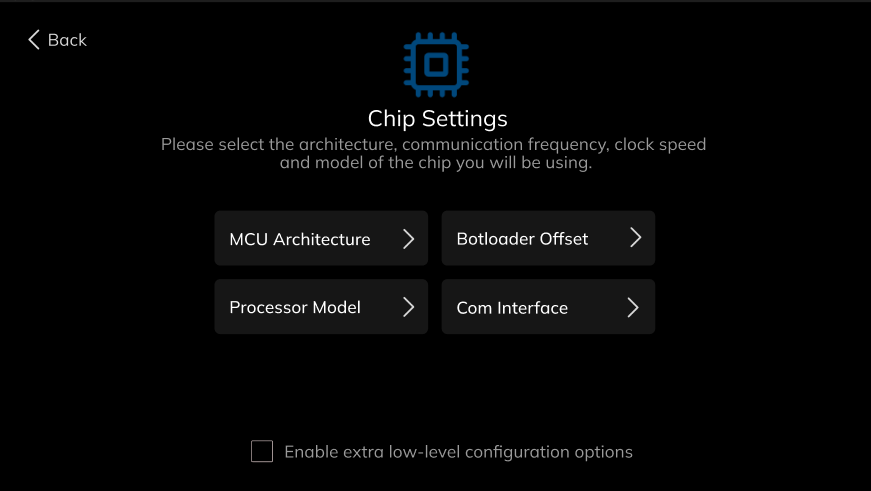 Back
Chip Settings
Please select the architecture, communication frequency, clock speed
and model of the chip you will be using.
MCU Architecture
Botloader Offset
Processor Model
Com Interface
Enable extra low-level configuration options